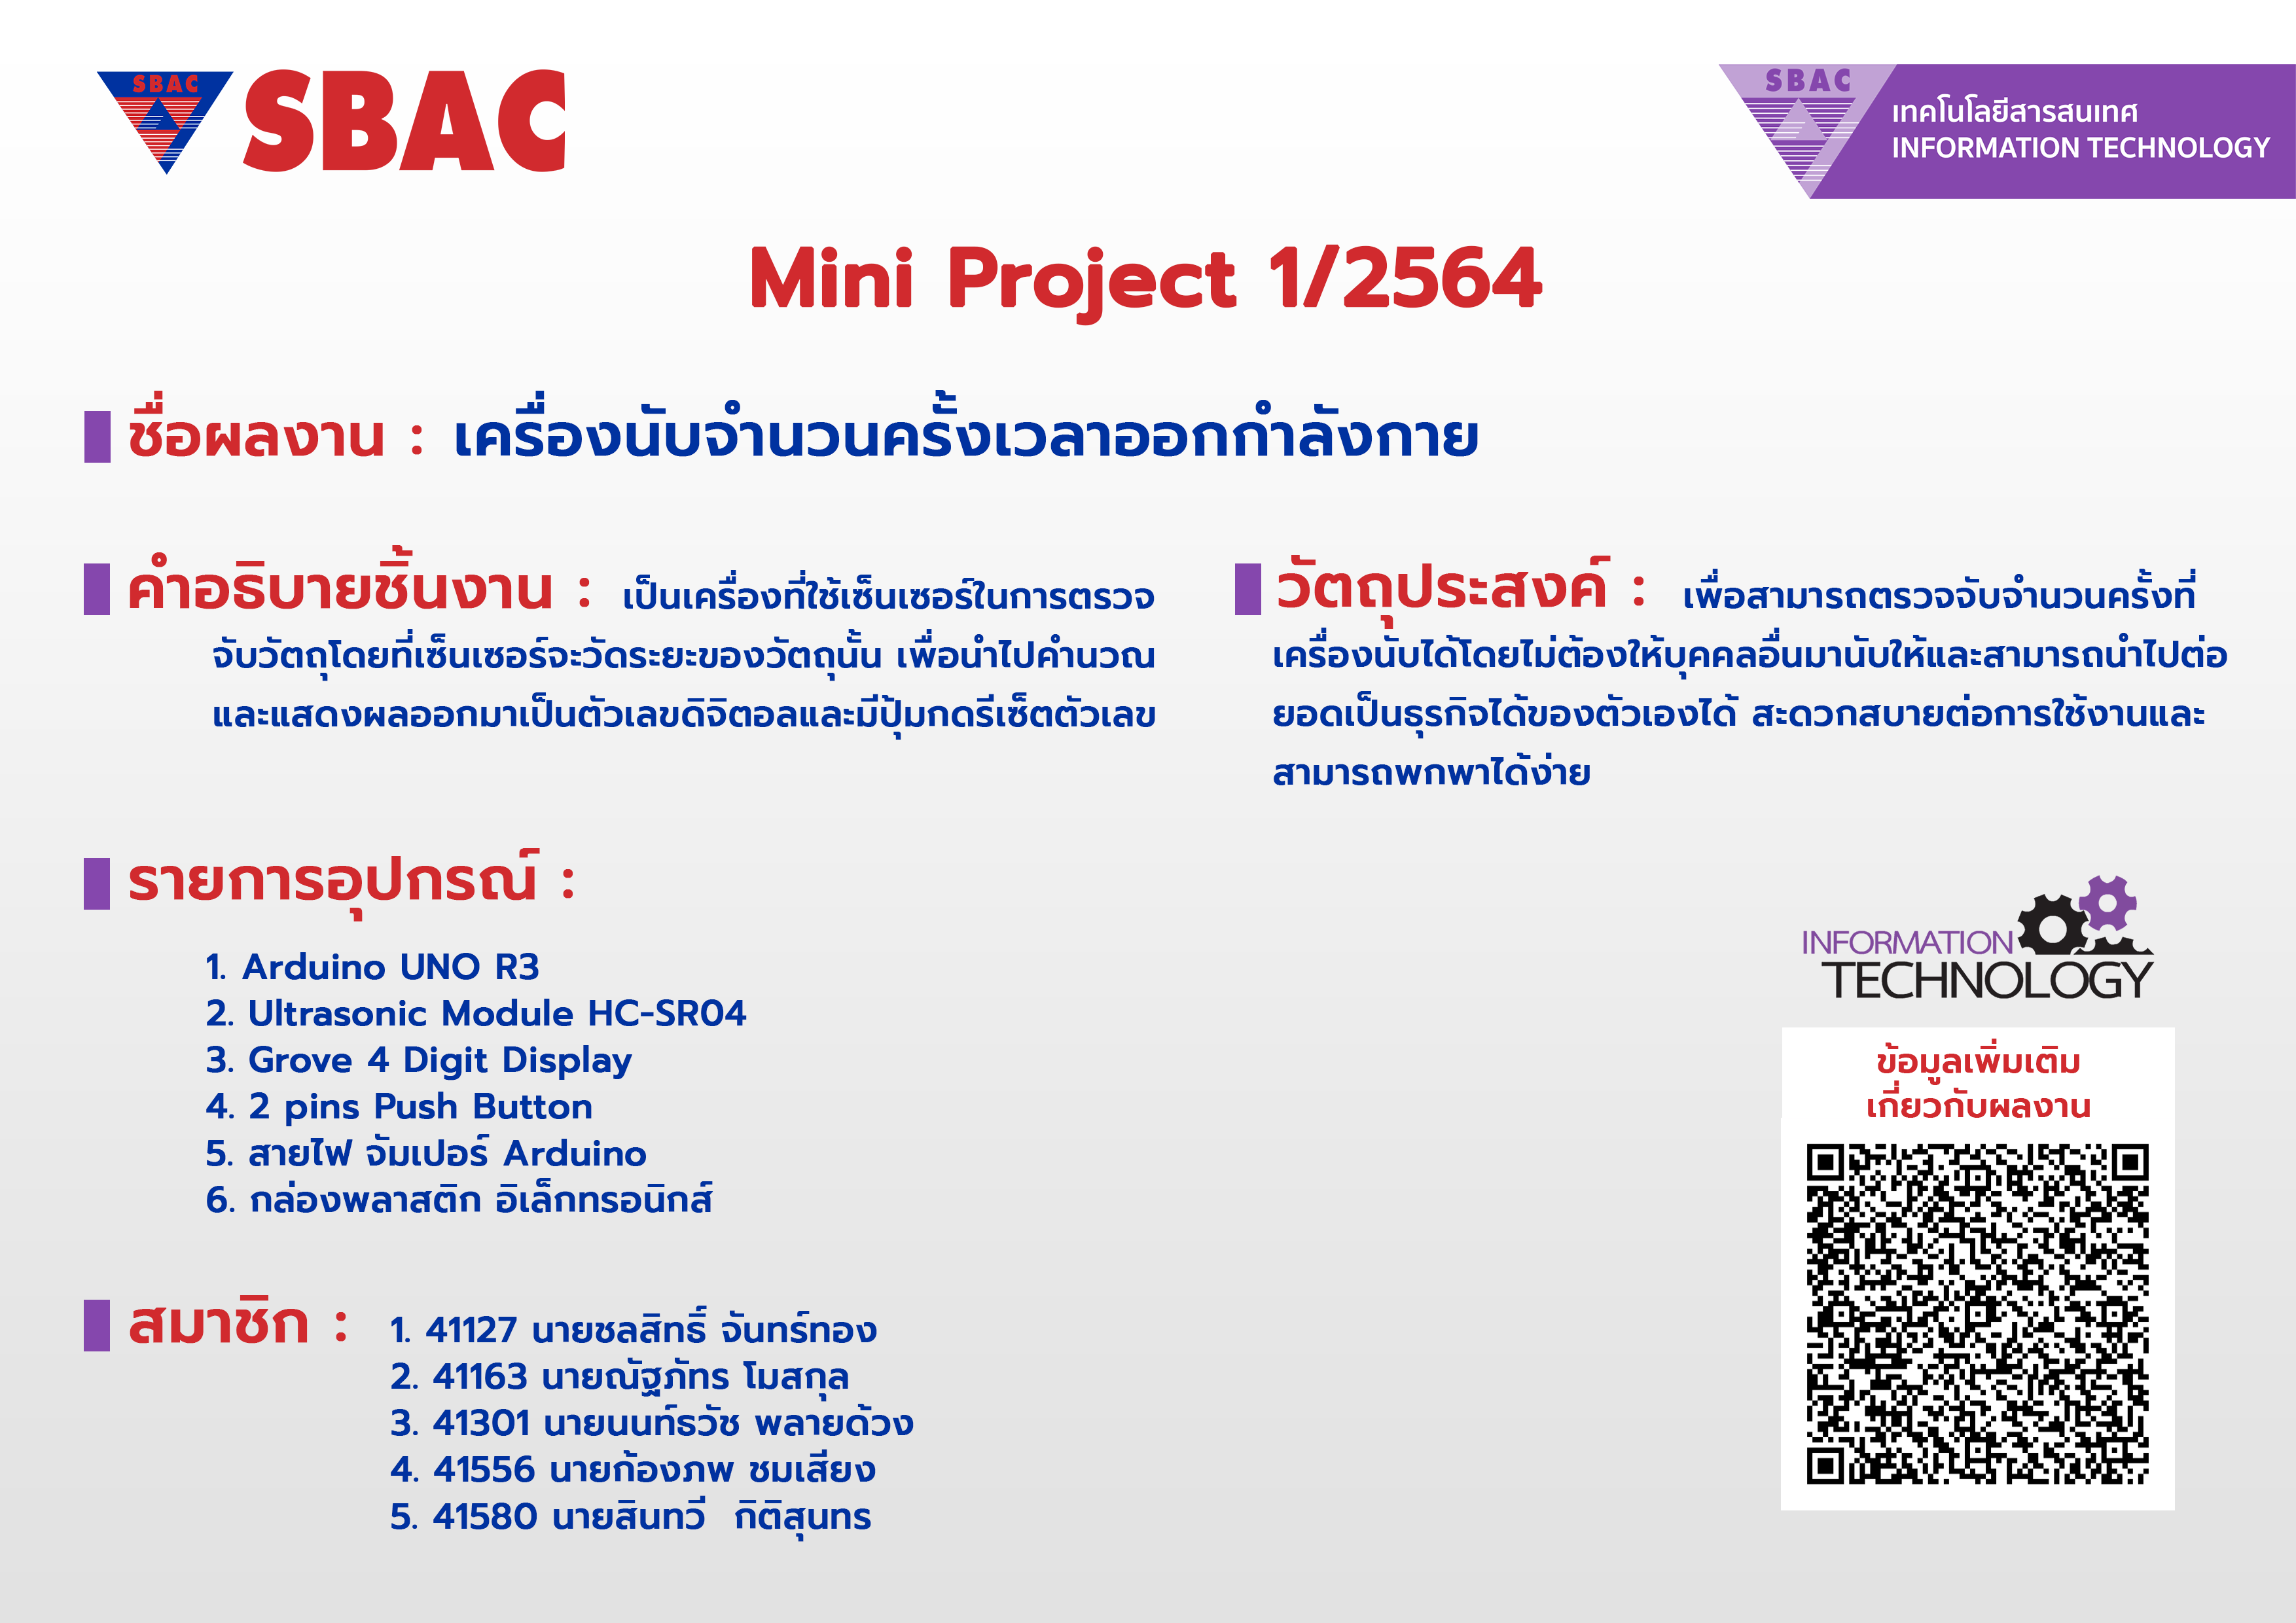 SBAC
SBAC
SBAC
เทคโนโลยีสารสนเทศ
INFORMATION TECHNOLOGY
Mini Project 1/2564
ชื่อผลงาน : เครื่องนับจำนวนครั้งเวลาออกกำลังกาย
คำอธิบายชิ้นงาน : เป็นเครื่องที่ใช้เซ็นเซอร์ในการตรวจ
จับวัตถุโดยที่เซ็นเซอร์จะวัดระยะของวัตถุนั้น เพื่อนำไปคำนวณ
และแสดงผลออกมาเป็นตัวเลขดิจิตอลและมีปุ้มกดรีเซ็ตตัวเลข
วัตถุประสงค์ : เพื่อสามารถตรวจจับจำนวนครั้งที่
เครื่องนับได้โดยไม่ต้องให้บุคคลอื่นมานับให้และสามารถนำไปต่อ
ยอดเป็นธุรกิจได้ของตัวเองได้ สะดวกสบายต่อการใช้งานและ
สามารถพกพาได้ง่าย
รายการอุปกรณ์ :
1. Arduino UNO R3
2. Ultrasonic Module HC-SR04
3. Grove 4 Digit Display
4. 2 pins Push Button
5. สายไฟ จัมเปอร์ Arduino
6. กล่องพลาสติก อิเล็กทรอนิกส์
สมาชิก : 1. 41127 นายชลสิทธิ์ จันทร์ทอง
2. 41163 นายณัฐภัทร โมสกุล
3. 41301 นายนนท์ธวัช พลายด้วง
4. 41556 นายก้องภพ ชมเสียง
5. 41580 นายสินทวี กิติสุนทร
INFORMATION
TECHNOLOGY
ข้อมูลเพิ่มเติม
เกี่ยวกับผลงาน